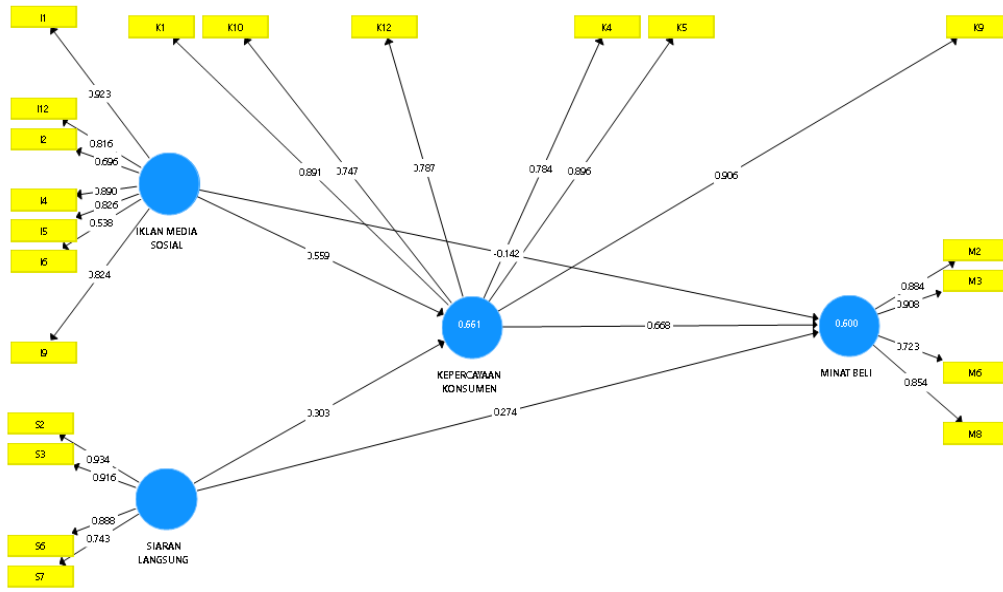 I1
K1
K10
K12
K4
K5
K9
0.923
I12
I2
0.816
0.696
I4
0.890
I5
0.826
I6
0.538
0.824
I9
IKLAN MEDIA
SOSIAL
0.891
0.747
0.787
0.784
0.896
0.906
-0.142
0.559
0.661
KEPERCAYAAN
KONSUMEN
0.668
0.600
MINAT BELI
M2
0.884
M3
0.908
0.723
M6
0.854
M8
0.303
0.274
S2
S3
0.934
0.916
0.888
S6
0.743
S7
SIARAN
LANGSUNG